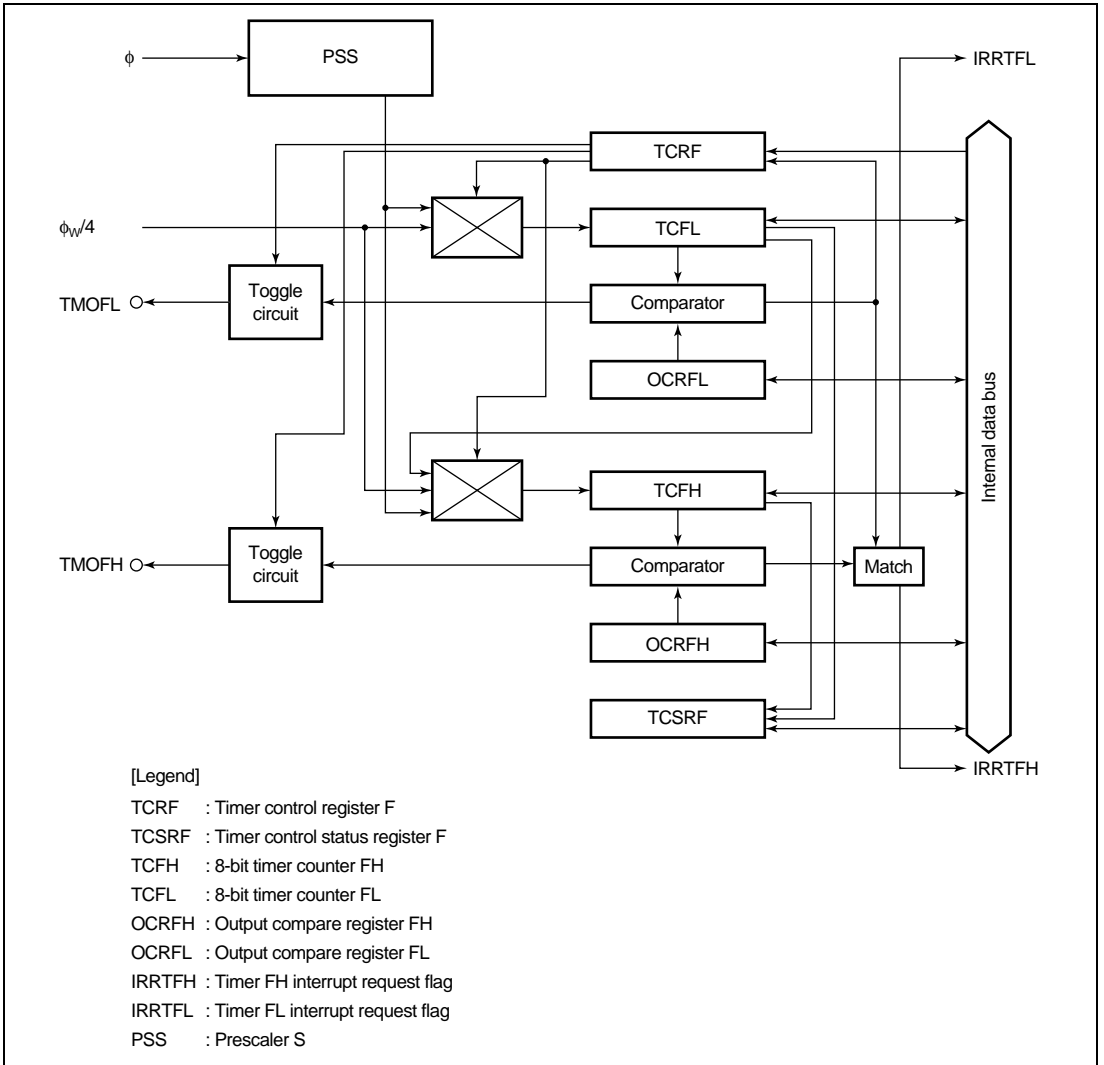 ϕ
PSS
IRRTFL
TCRF
ϕW/4
TCFL
Toggle
circuit
TMOFL
Comparator
OCRFL
Internal data bus
TCFH
Toggle
circuit
TMOFH
Comparator
Match
OCRFH
TCSRF
IRRTFH
[Legend]
TCRF : Timer control register F
TCSRF : Timer control status register F
TCFH : 8-bit timer counter FH
TCFL : 8-bit timer counter FL
OCRFH : Output compare register FH
OCRFL : Output compare register FL
IRRTFH : Timer FH interrupt request flag
IRRTFL : Timer FL interrupt request flag
PSS : Prescaler S